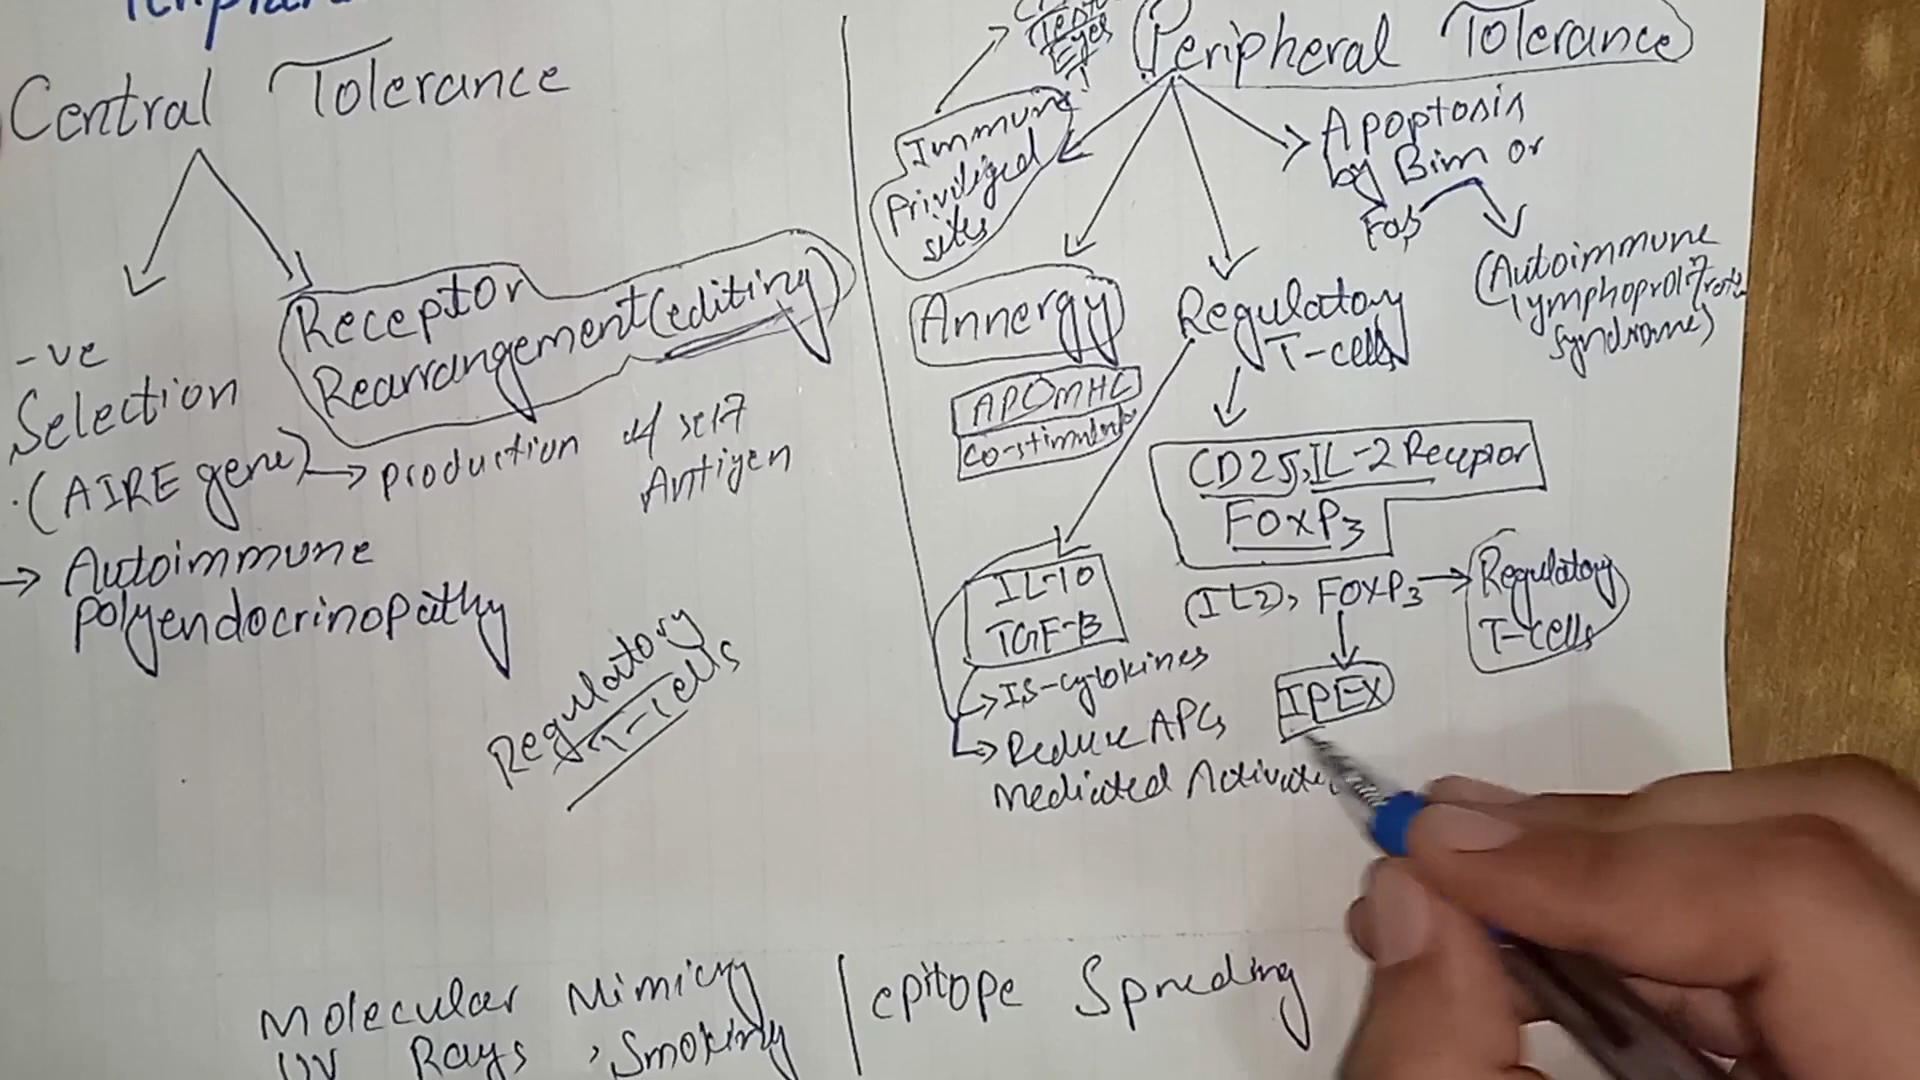 Central Tolerance
-ve
Selection
(AIRE gene) → production of self
Antigen
→ Autoimmune
polyendocrinopathy
Receptor
Rearrangement (editing)
Regulatory
T-cells
Peripheral Tolerance
Eyes
Immune
Privileged
sites
Annergy
APC MHC
Regulatory
T-cells
Apoptosis
by Bim or
Fas
(Autoimmune
Syndrome)
CD25, IL-2 Receptor
FOXP3
(IL2), FOXP3 → Regulatory
T-cells
IPEX
IL-10
TGF-B
→ IS-cytokines
→ Reduce APCs
mediated
Molecular Mimicry / epitope Spreding
UV Rays, Smoking